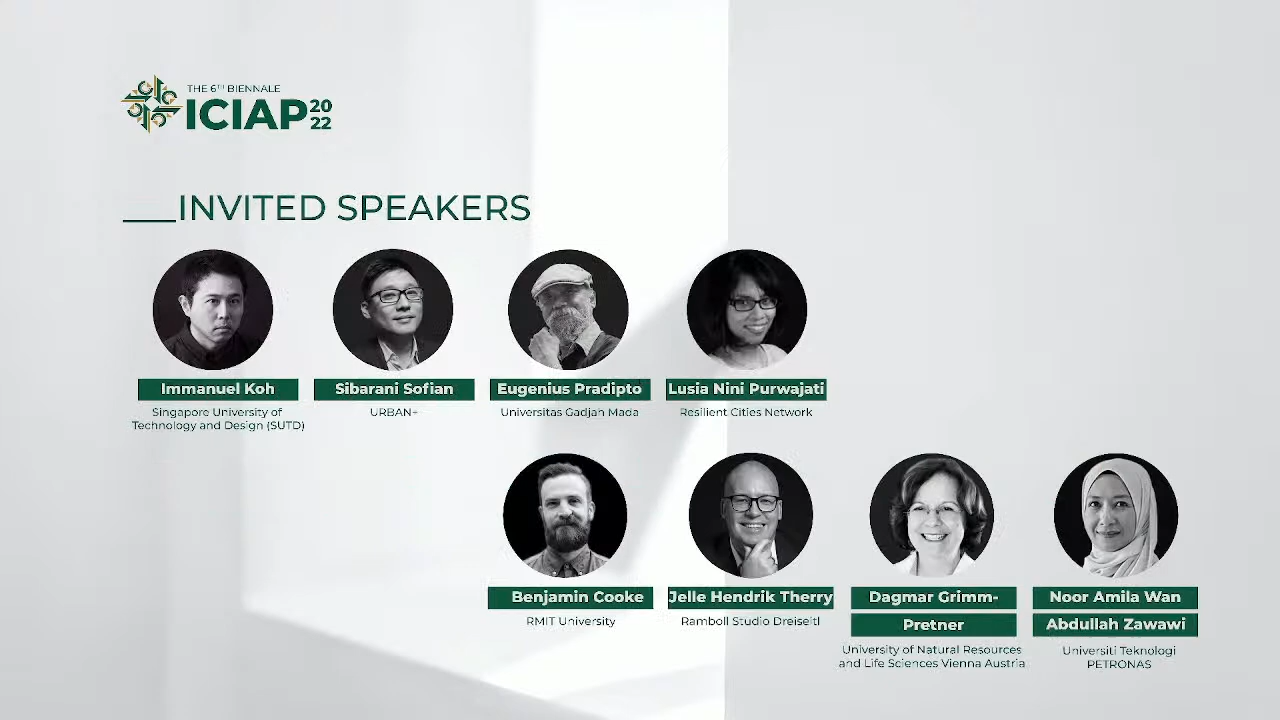 THE 6TH BIENNALE
ICIAP 20
22
___INVITED SPEAKERS
Immanuel Koh
Singapore University of
Technology and Design (SUTD)
Sibarani Sofian
URBAN+
Eugenius Pradipto
Universitas Gadjah Mada
Lusia Nini Purwajati
Resilient Cities Network
Benjamin Cooke
RMIT University
Jelle Hendrik Therry
Ramboll Studio Dreiseitl
Dagmar Grimm-
Pretner
University of Natural Resources
and Life Sciences Vienna Austria
Noor Amila Wan
Abdullah Zawawi
Universiti Teknologi
PETRONAS